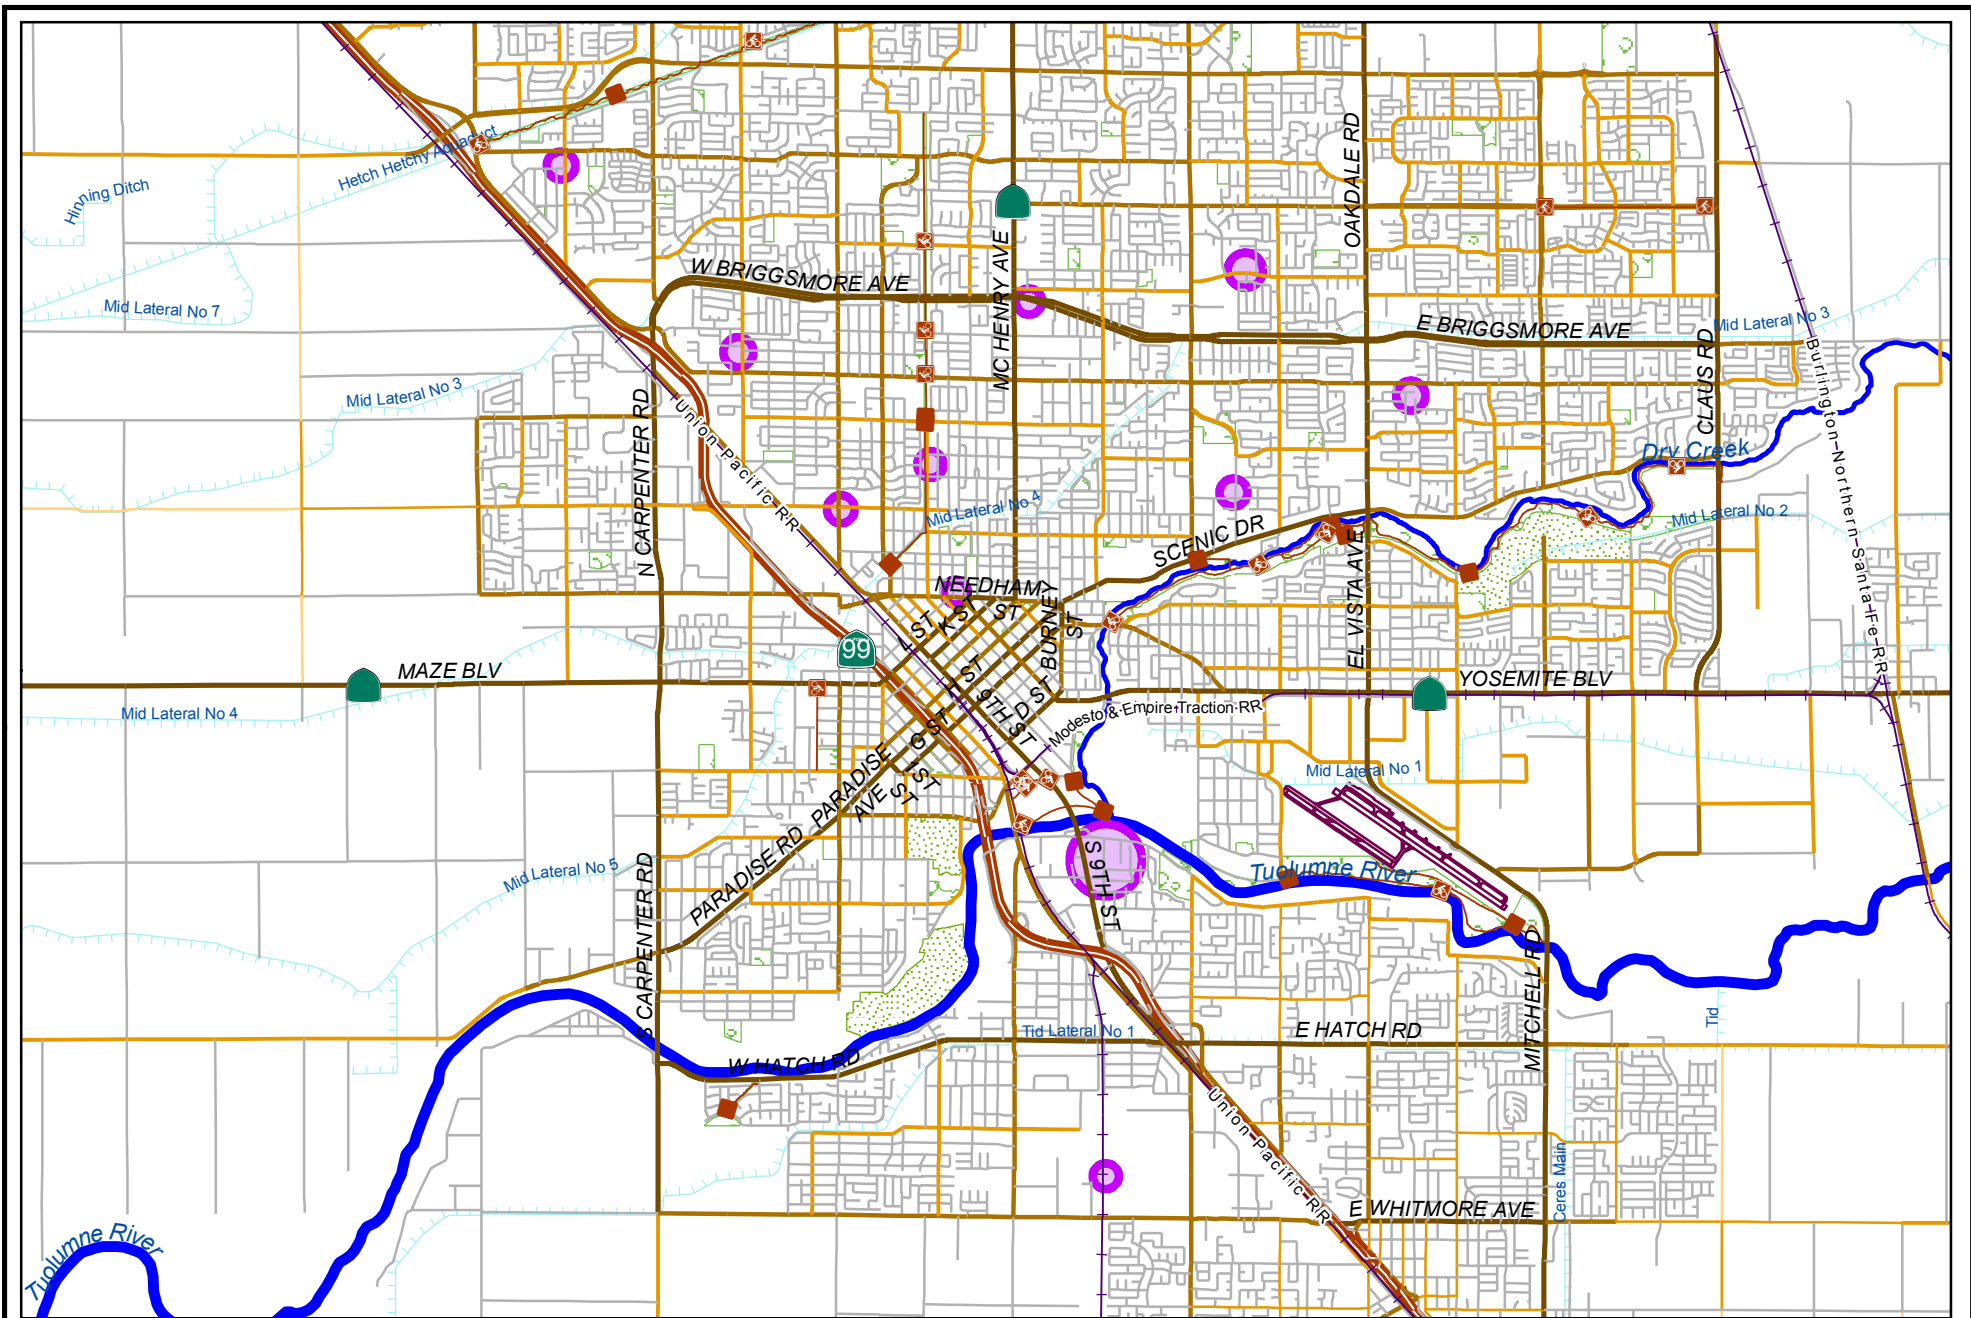 Hetch Hetchy Aquaduct
Hinning Ditch
OAKDALE RD
W BRIGGSMORE AVE
MC HENRY AVE
Mid Lateral No 7
E BRIGGSMORE AVE
Mid Lateral No 3
CLAUS RD
Burlington Northern Santa Fe RR
Mid Lateral No 3
N CARPENTER RD
Union Pacific RR
Dry Creek
Mid Lateral No 4
Mid Lateral No 2
SCENIC DR
NEEDHAM
ST
EL VISTA AVE
BURNEY
ST
K ST
I ST
99
MAZE BLV
H ST
9TH ST
D ST
YOSEMITE BLV
Mid Lateral No 4
Modesto & Empire Traction RR
G ST
PARADISE
AVE
ST
ST
Mid Lateral No 1
PARADISE RD
S 9TH ST
Mid Lateral No 5
Tuolumne River
S CARPENTER RD
MITCHELL RD
Tid
Tid Lateral No 1
E HATCH RD
W HATCH RD
Union Pacific RR
Ceres Main
E WHITMORE AVE
Tuolumne River